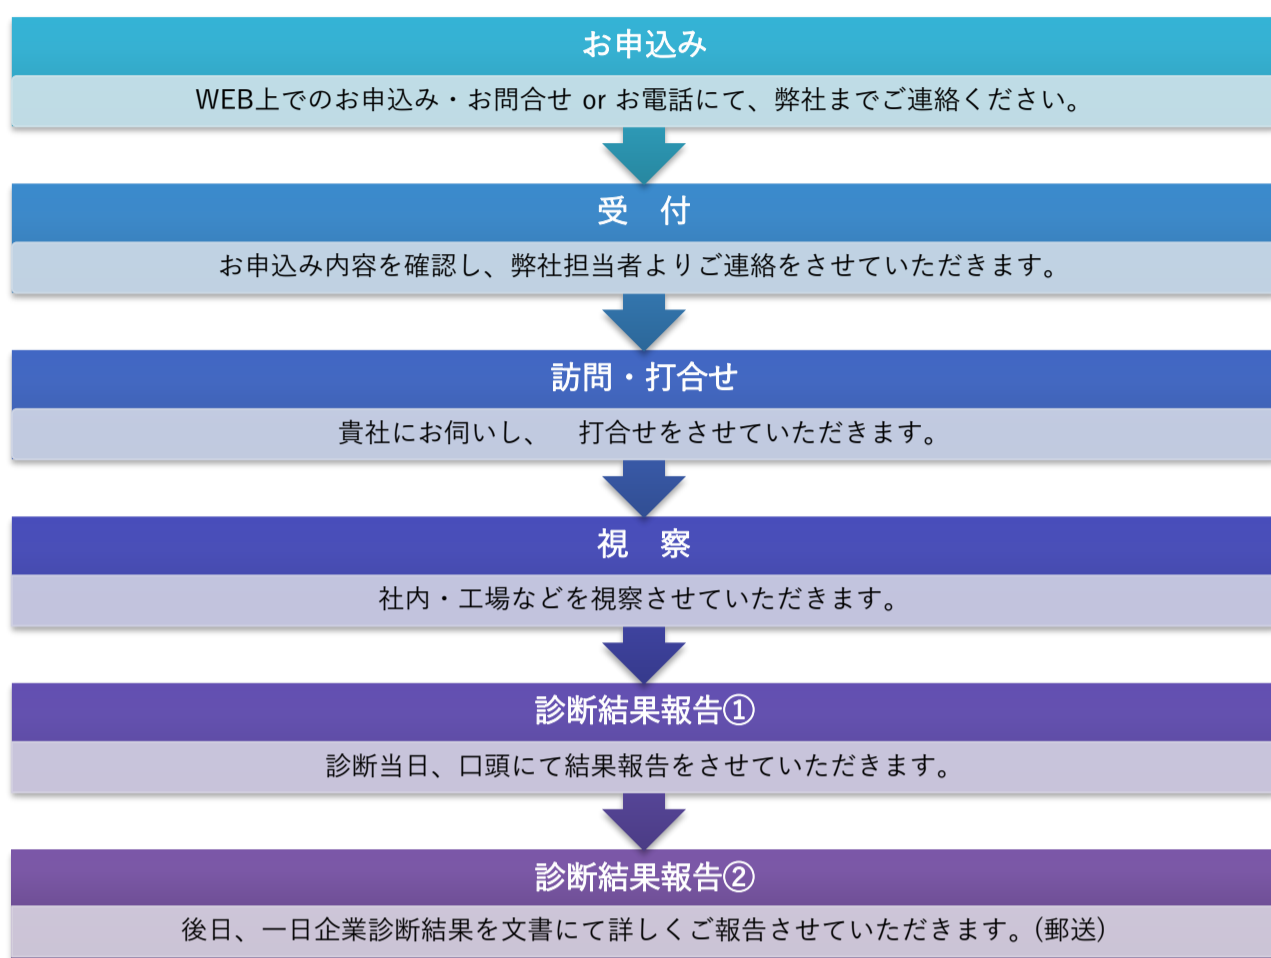 お申込み
WEB上でのお申込み・お問合せ or お電話にて、弊社までご連絡ください。
受　付
お申込み内容を確認し、弊社担当者よりご連絡をさせていただきます。
訪問・打合せ
貴社にお伺いし、　打合せをさせていただきます。
視　察
社内・工場などを視察させていただきます。
診断結果報告①
診断当日、口頭にて結果報告をさせていただきます。
診断結果報告②
後日、一日企業診断結果を文書にて詳しくご報告させていただきます。(郵送)